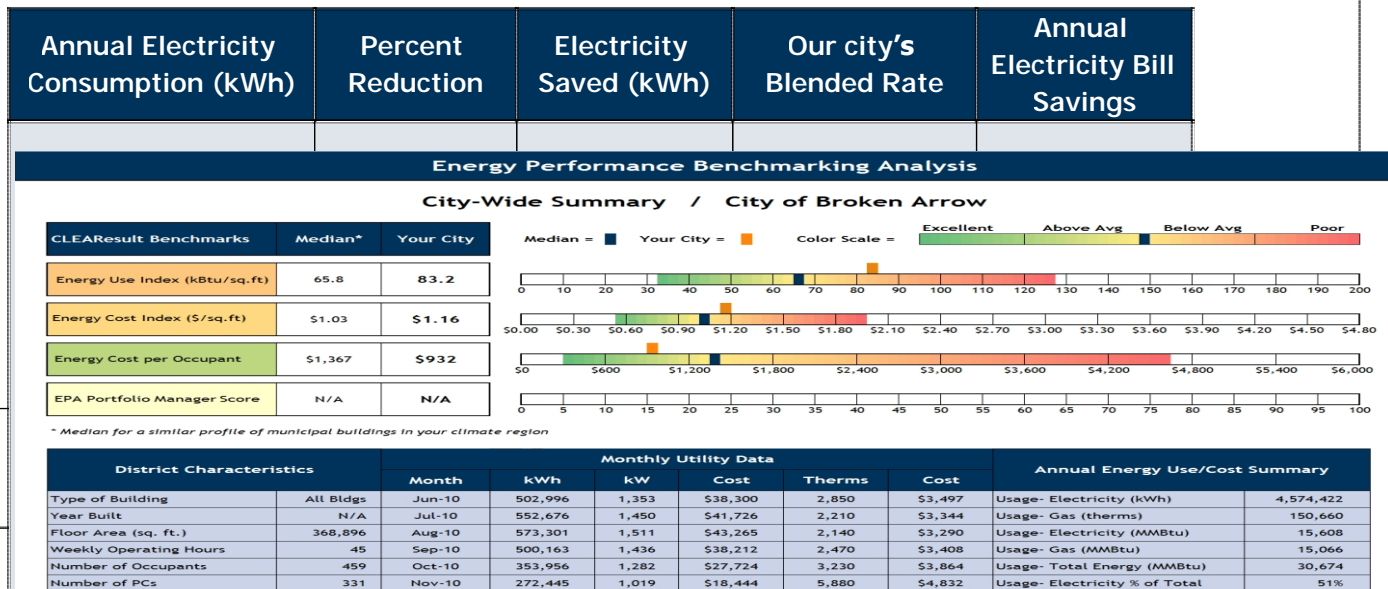 Annual Electricity Consumption (kWh) Percent Reduction Electricity Saved (kWh) Our city's Blended Rate Annual Electricity Bill Savings
Energy Performance Benchmarking Analysis
City-Wide Summary / City of Broken Arrow
CLEAResult Benchmarks Median* Your City
Median = Your City = Color Scale = Excellent Above Avg Below Avg Poor
Energy Use Index (kBtu/sq.ft) 65.8 83.2
0 10 20 30 40 50 60 70 80 90 100 110 120 130 140 150 160 170 180 190 200
Energy Cost Index ($/sq.ft) $1.03 $1.16
$0.00 $0.30 $0.60 $0.90 $1.20 $1.50 $1.80 $2.10 $2.40 $2.70 $3.00 $3.30 $3.60 $3.90 $4.20 $4.50 $4.80
Energy Cost per Occupant $1,367 $932
$0 $600 $1,200 $1,800 $2,400 $3,000 $3,600 $4,200 $4,800 $5,400 $6,000
EPA Portfolio Manager Score N/A N/A
0 5 10 15 20 25 30 35 40 45 50 55 60 65 70 75 80 85 90 95 100
* Median for a similar profile of municipal buildings in your climate region
District Characteristics Monthly Utility Data Annual Energy Use/Cost Summary
Month kWh kW Cost Therms Cost
Type of Building All Bldgs Jun-10 502,996 1,353 $38,300 2,850 $3,497 Usage- Electricity (kWh) 4,574,422
Year Built N/A Jul-10 552,676 1,450 $41,726 2,210 $3,344 Usage- Gas (therms) 150,660
Floor Area (sq. ft.) 368,896 Aug-10 573,301 1,511 $43,265 2,140 $3,290 Usage- Electricity (MMBtu) 15,608
Weekly Operating Hours 45 Sep-10 500,163 1,436 $38,212 2,470 $3,408 Usage- Gas (MMBtu) 15,066
Number of Occupants 459 Oct-10 353,956 1,282 $27,724 3,230 $3,864 Usage- Total Energy (MMBtu) 30,674
Number of PCs 331 Nov-10 272,445 1,019 $18,444 5,880 $4,832 Usage- Electricity % of Total 51%